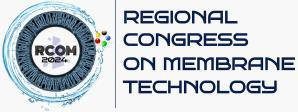 RCOM
2024
REGIONAL
CONGRESS
ON MEMBRANE
TECHNOLOGY